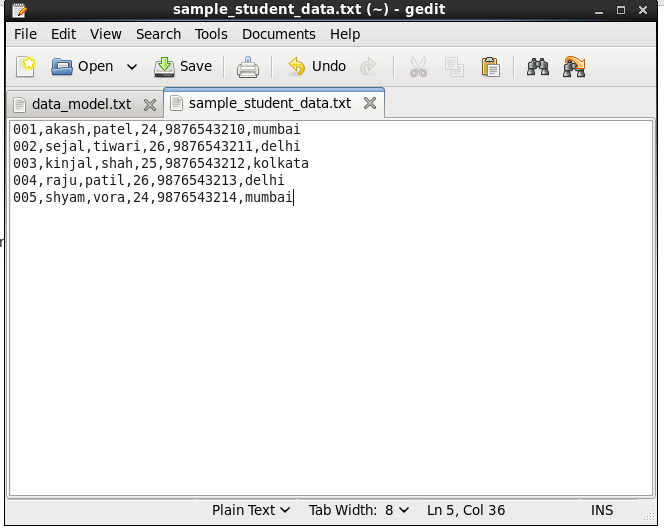 sample_student_data.txt (~) - gedit
File Edit View Search Tools Documents Help
Open Save Undo
data_model.txt sample_student_data.txt
001,akash,patel,24,9876543210,mumbai
002,sejal,tiwari,26,9876543211,delhi
003,kinjal,shah,25,9876543212,kolkata
004,raju,patil,26,9876543213,delhi
005,shyam,vora,24,9876543214,mumbai
Plain Text Tab Width: 8 Ln 5, Col 36 INS